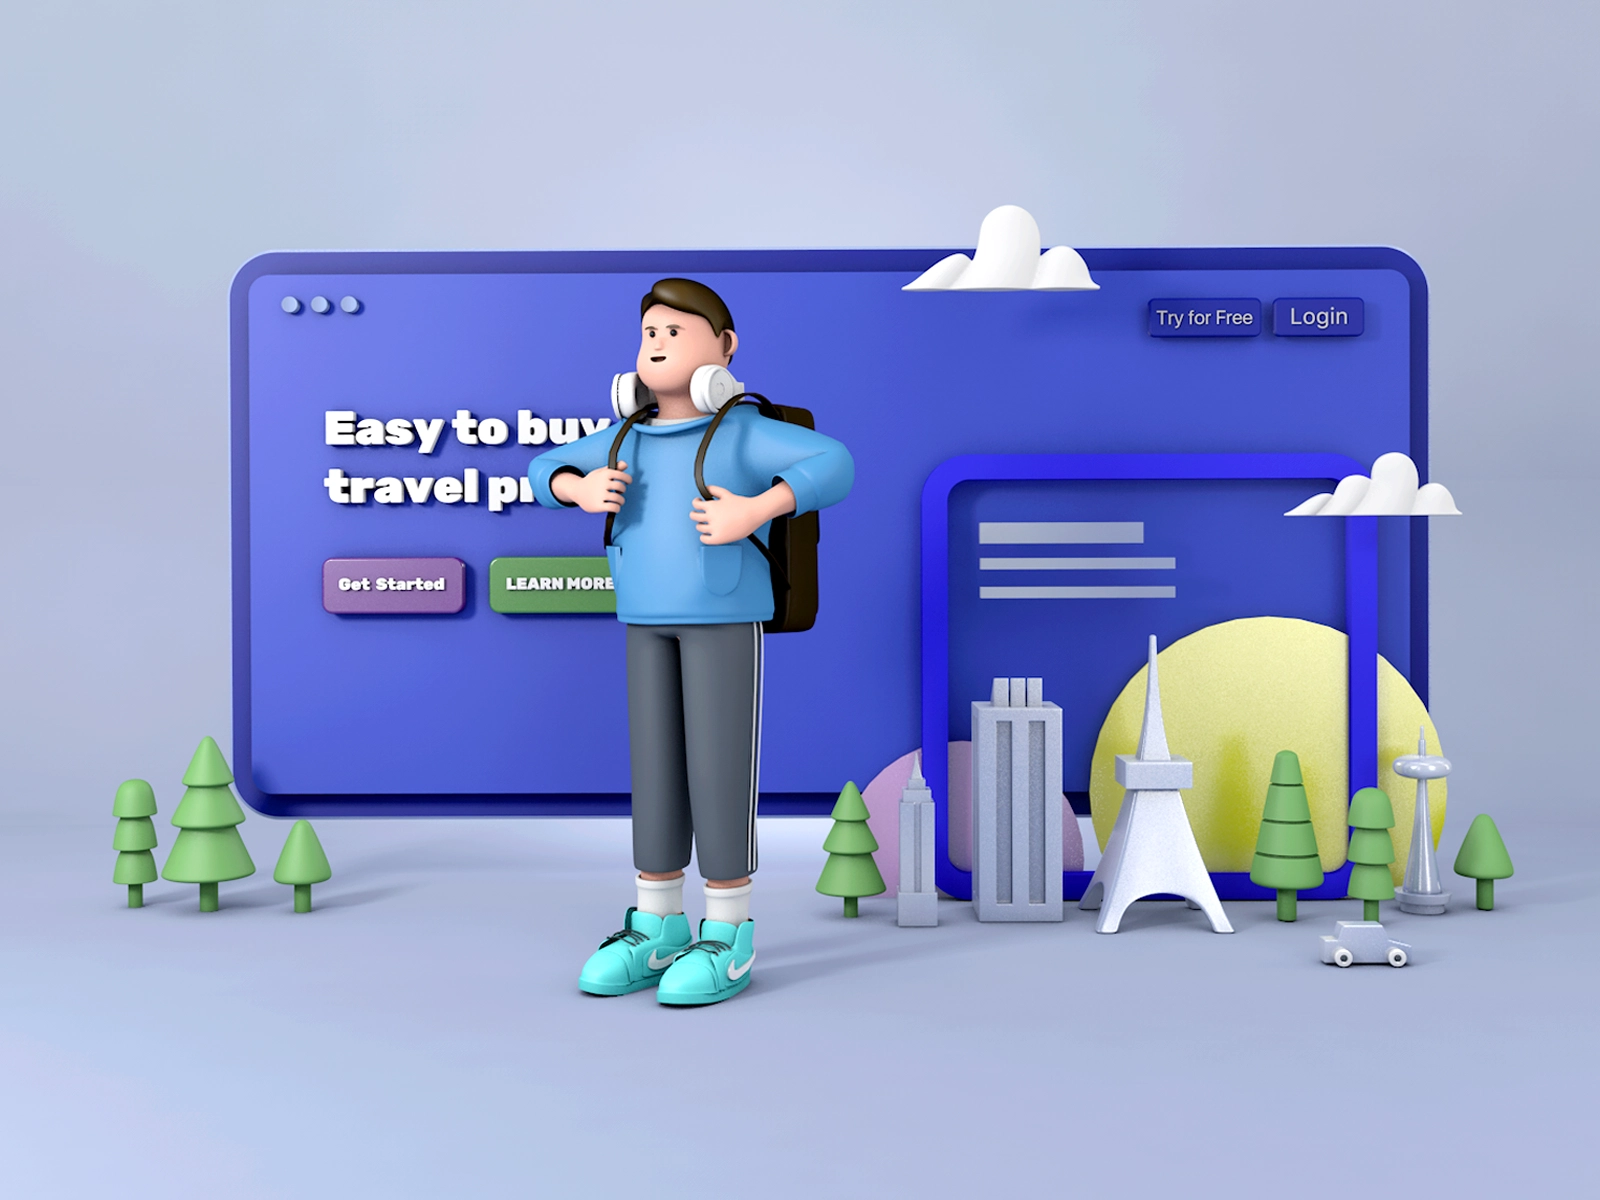 Try for Free
Login
Easy to buy
travel
Get Started
LEARN MORE